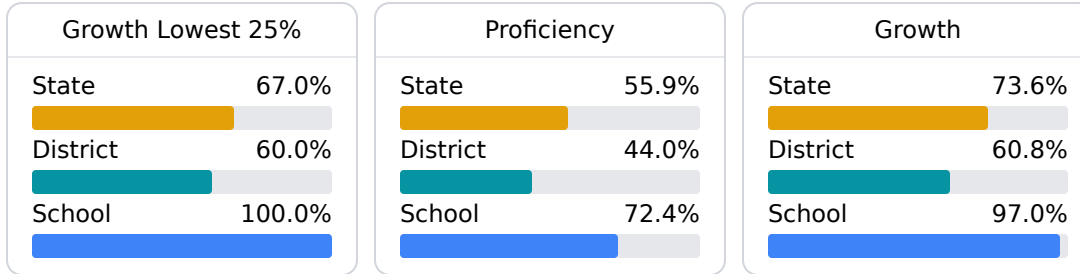 Growth Lowest 25%
State 67.0%
District 60.0%
School 100.0%
Proficiency
State 55.9%
District 44.0%
School 72.4%
Growth
State 73.6%
District 60.8%
School 97.0%